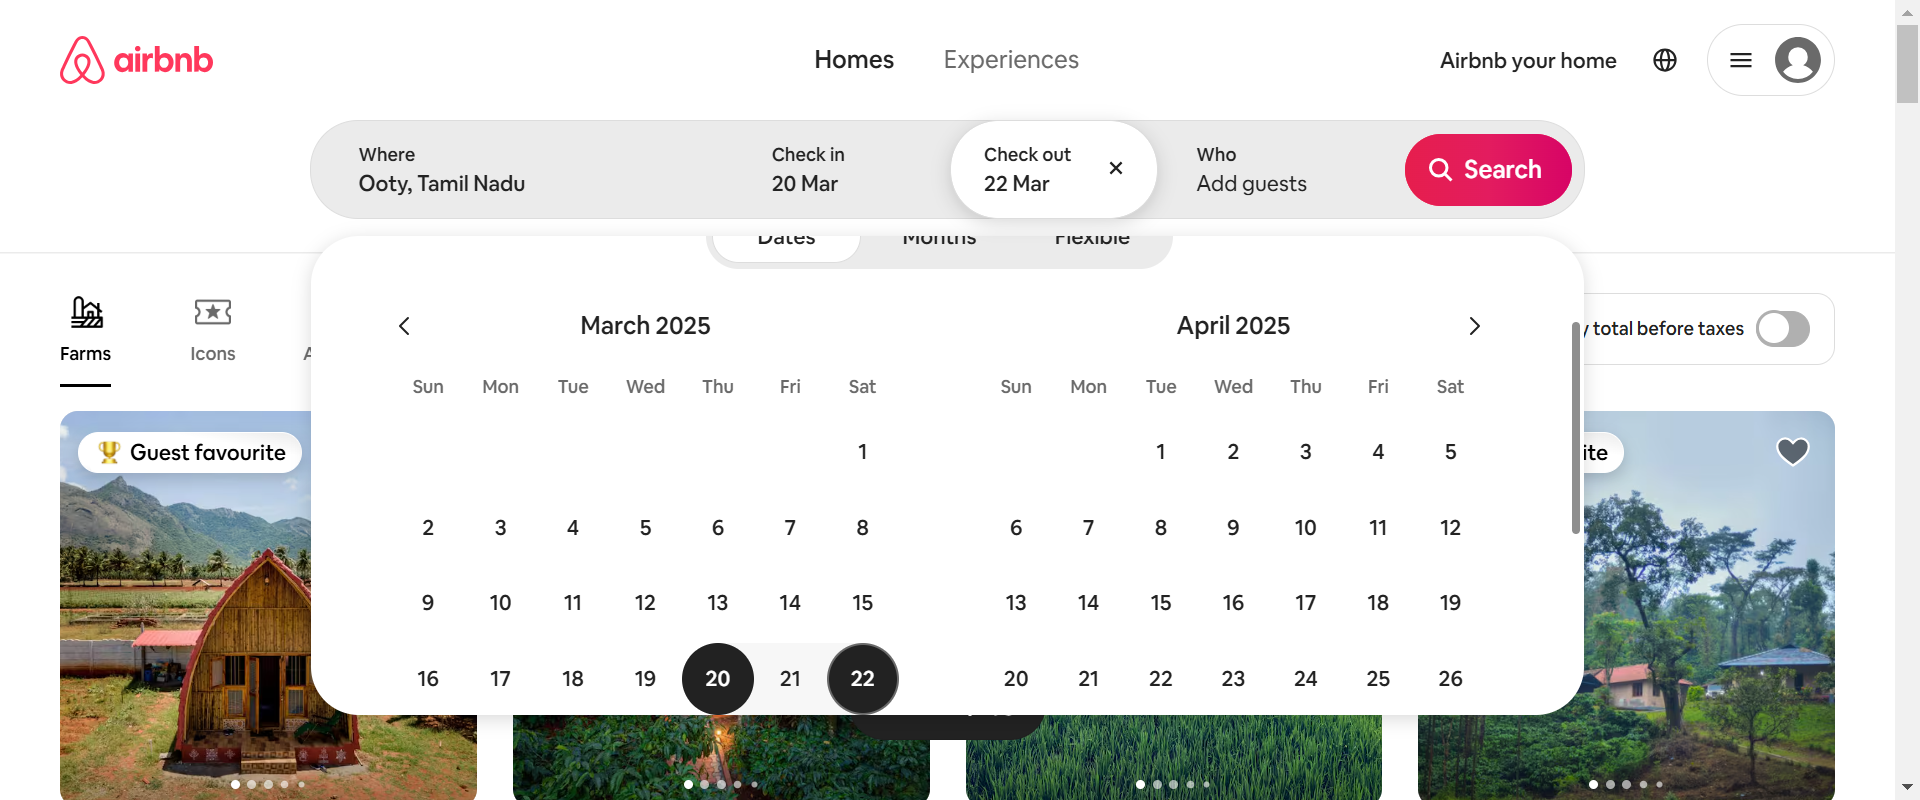 airbnb
Homes Experiences
Airbnb your home
Where
Ooty, Tamil Nadu
Check in
20 Mar
Check out
22 Mar
Who
Add guests
Search
Dates Months Flexible
Farms
Icons
total before taxes
March 2025
Sun Mon Tue Wed Thu Fri Sat
1
2 3 4 5 6 7 8
9 10 11 12 13 14 15
16 17 18 19 20 21 22
April 2025
Sun Mon Tue Wed Thu Fri Sat
1 2 3 4 5
6 7 8 9 10 11 12
13 14 15 16 17 18 19
20 21 22 23 24 25 26
Guest favourite